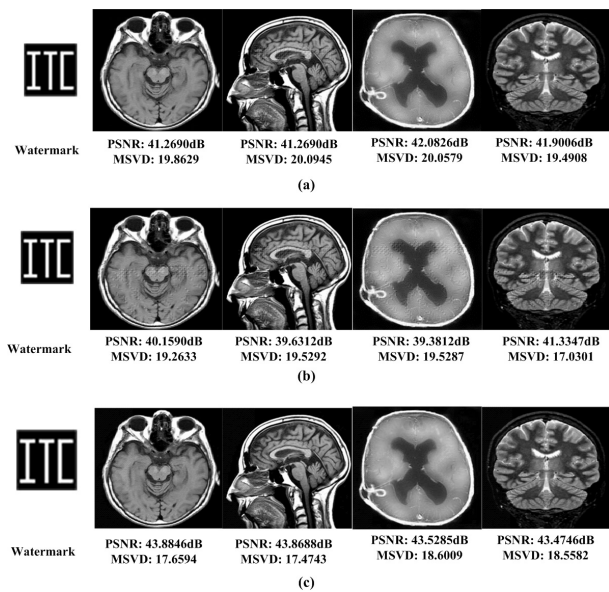 ITC
Watermark
PSNR: 41.2690dB
MSVD: 19.8629
PSNR: 41.2690dB
MSVD: 20.0945
PSNR: 42.0826dB
MSVD: 20.0579
PSNR: 41.9006dB
MSVD: 19.4908
(a)
ITC
Watermark
PSNR: 40.1590dB
MSVD: 19.2633
PSNR: 39.6312dB
MSVD: 19.5292
PSNR: 39.3812dB
MSVD: 19.5287
PSNR: 41.3347dB
MSVD: 17.0301
(b)
ITC
Watermark
PSNR: 43.8846dB
MSVD: 17.6594
PSNR: 43.8688dB
MSVD: 17.4743
PSNR: 43.5285dB
MSVD: 18.6009
PSNR: 43.4746dB
MSVD: 18.5582
(c)